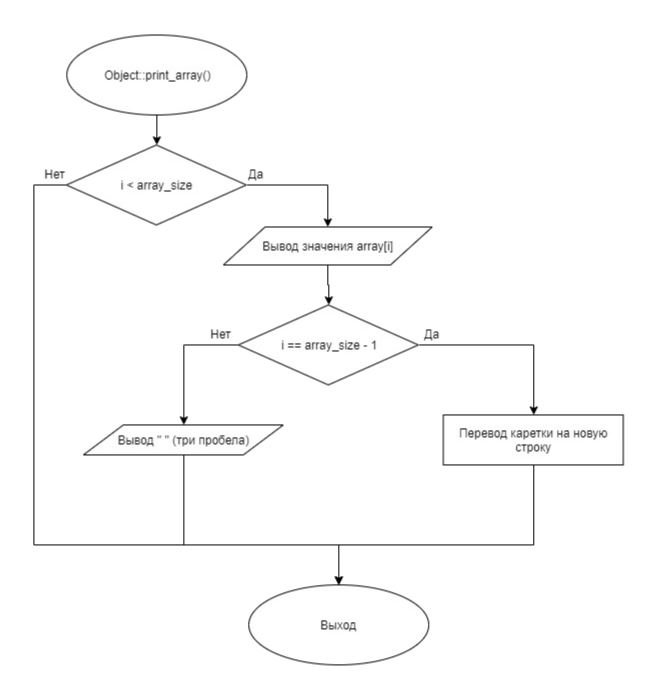 Object::print_array()
Нет
Да
i < array_size
Вывод значения array[i]
Нет
Да
i == array_size - 1
Вывод " " (три пробела)
Перевод каретки на новую
строку
Выход